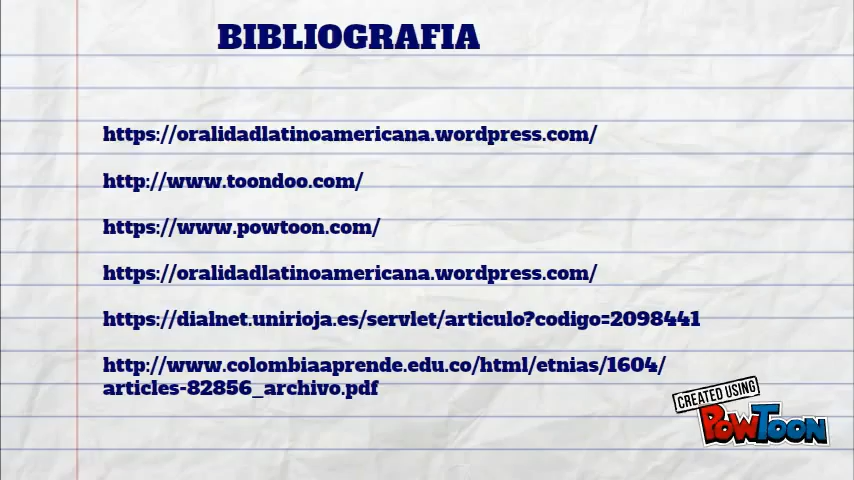 BIBLIOGRAFIA
https://oralidadlatinoamericana.wordpress.com/
http://www.toondoo.com/
https://www.powtoon.com/
https://oralidadlatinoamericana.wordpress.com/
https://dialnet.unirioja.es/servlet/articulo?codigo=2098441
http://www.colombiaaprende.edu.co/html/etnias/1604/
articles-82856_archivo.pdf
CREATED USING
POWTOON